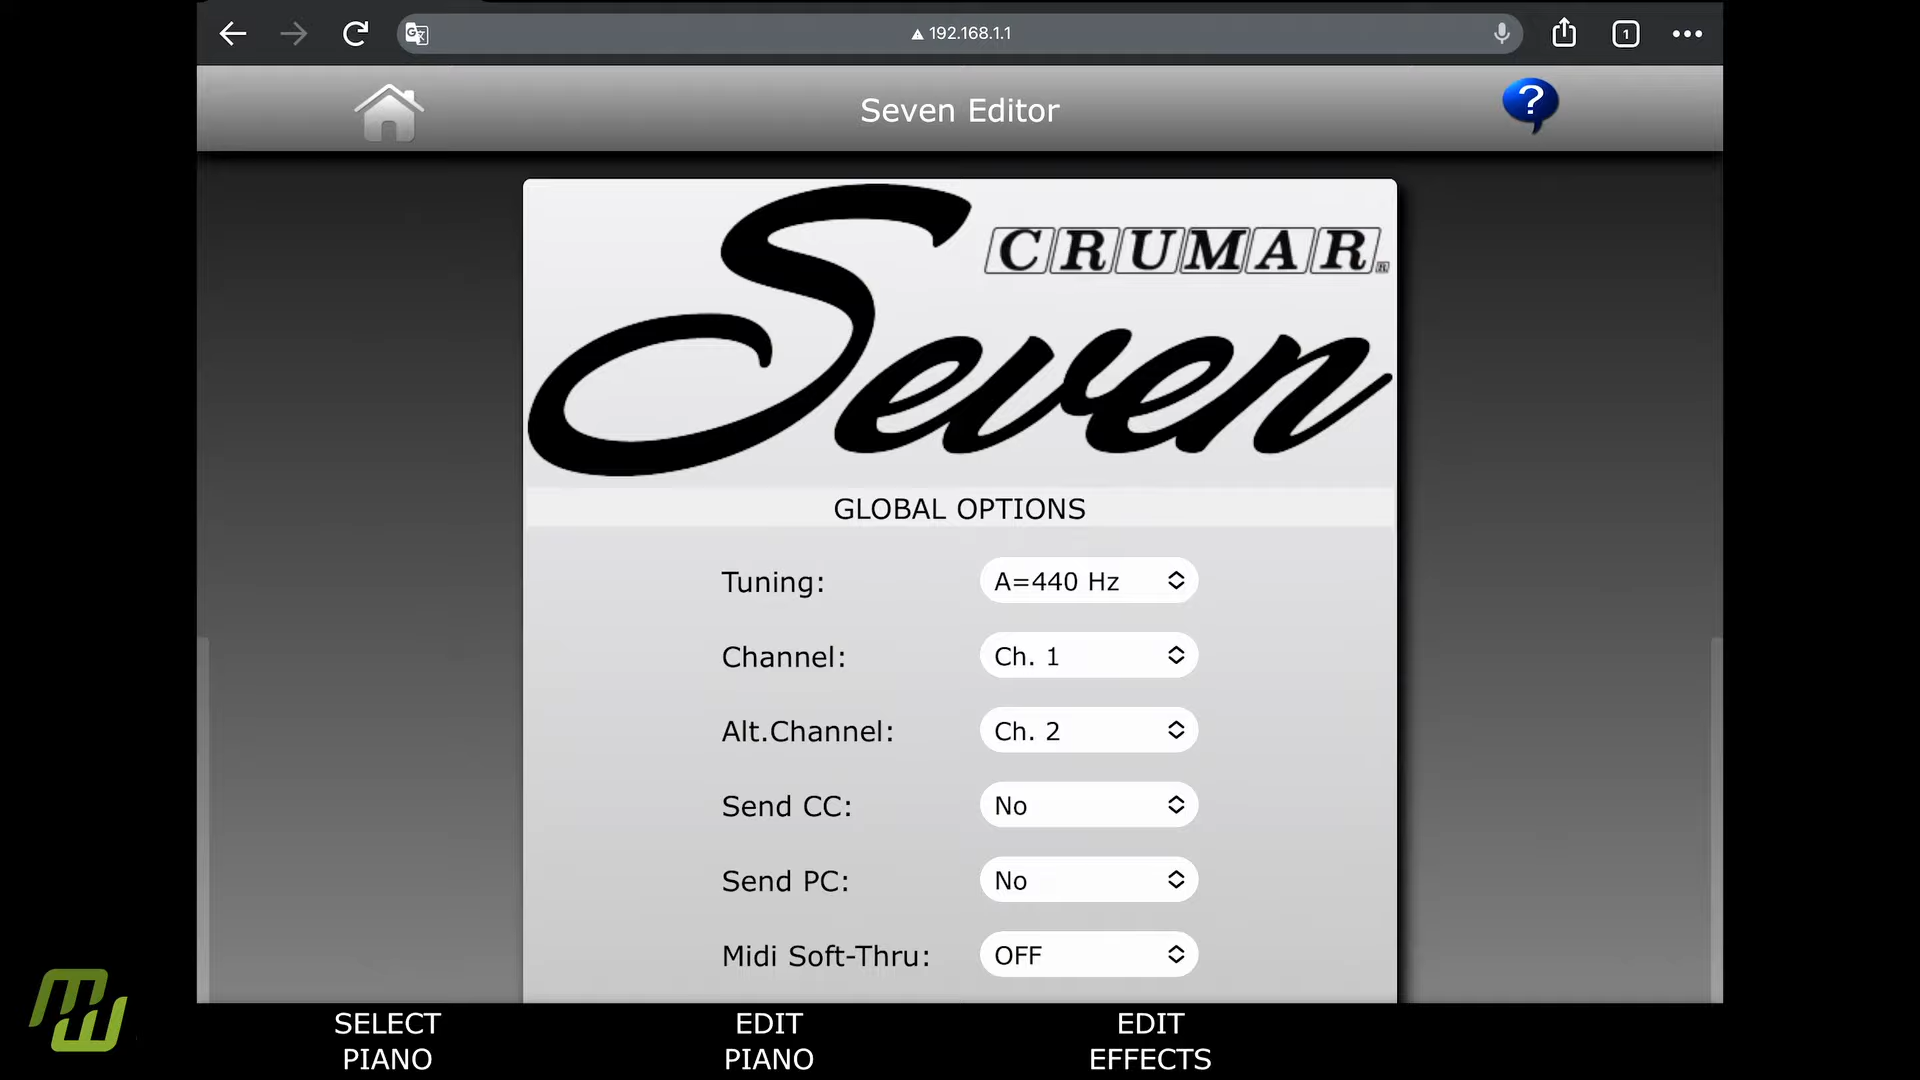 192.168.1.1
1
Seven Editor
?
CRUMAR®
Seven
GLOBAL OPTIONS
Tuning: A=440 Hz
Channel: Ch. 1
Alt.Channel: Ch. 2
Send CC: No
Send PC: No
Midi Soft-Thru: OFF
SELECT
PIANO
EDIT
PIANO
EDIT
EFFECTS